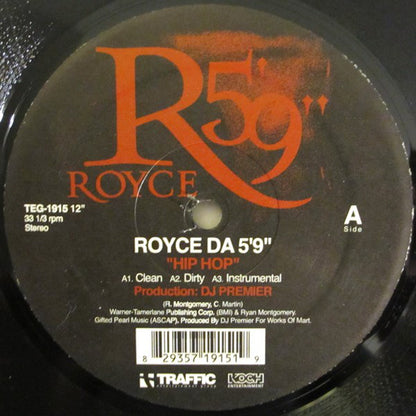 R5'9"
ROYCE
TEG-1915 12"
33 1/3 rpm
Stereo
A
Side
ROYCE DA 5'9"
"HIP HOP"
A1. Clean A2. Dirty A3. Instrumental
Production: DJ PREMIER
(R. Montgomery, C. Martin)
Warner-Tamerlane Publishing Corp. (BMI) & Ryan Montgomery.
Gifted Pearl Music (ASCAP), Produced By DJ Premier For Works Of Mart.
8 29357 19151 9
TRAFFIC
entertainment group
KOCH
ENTERTAINMENT